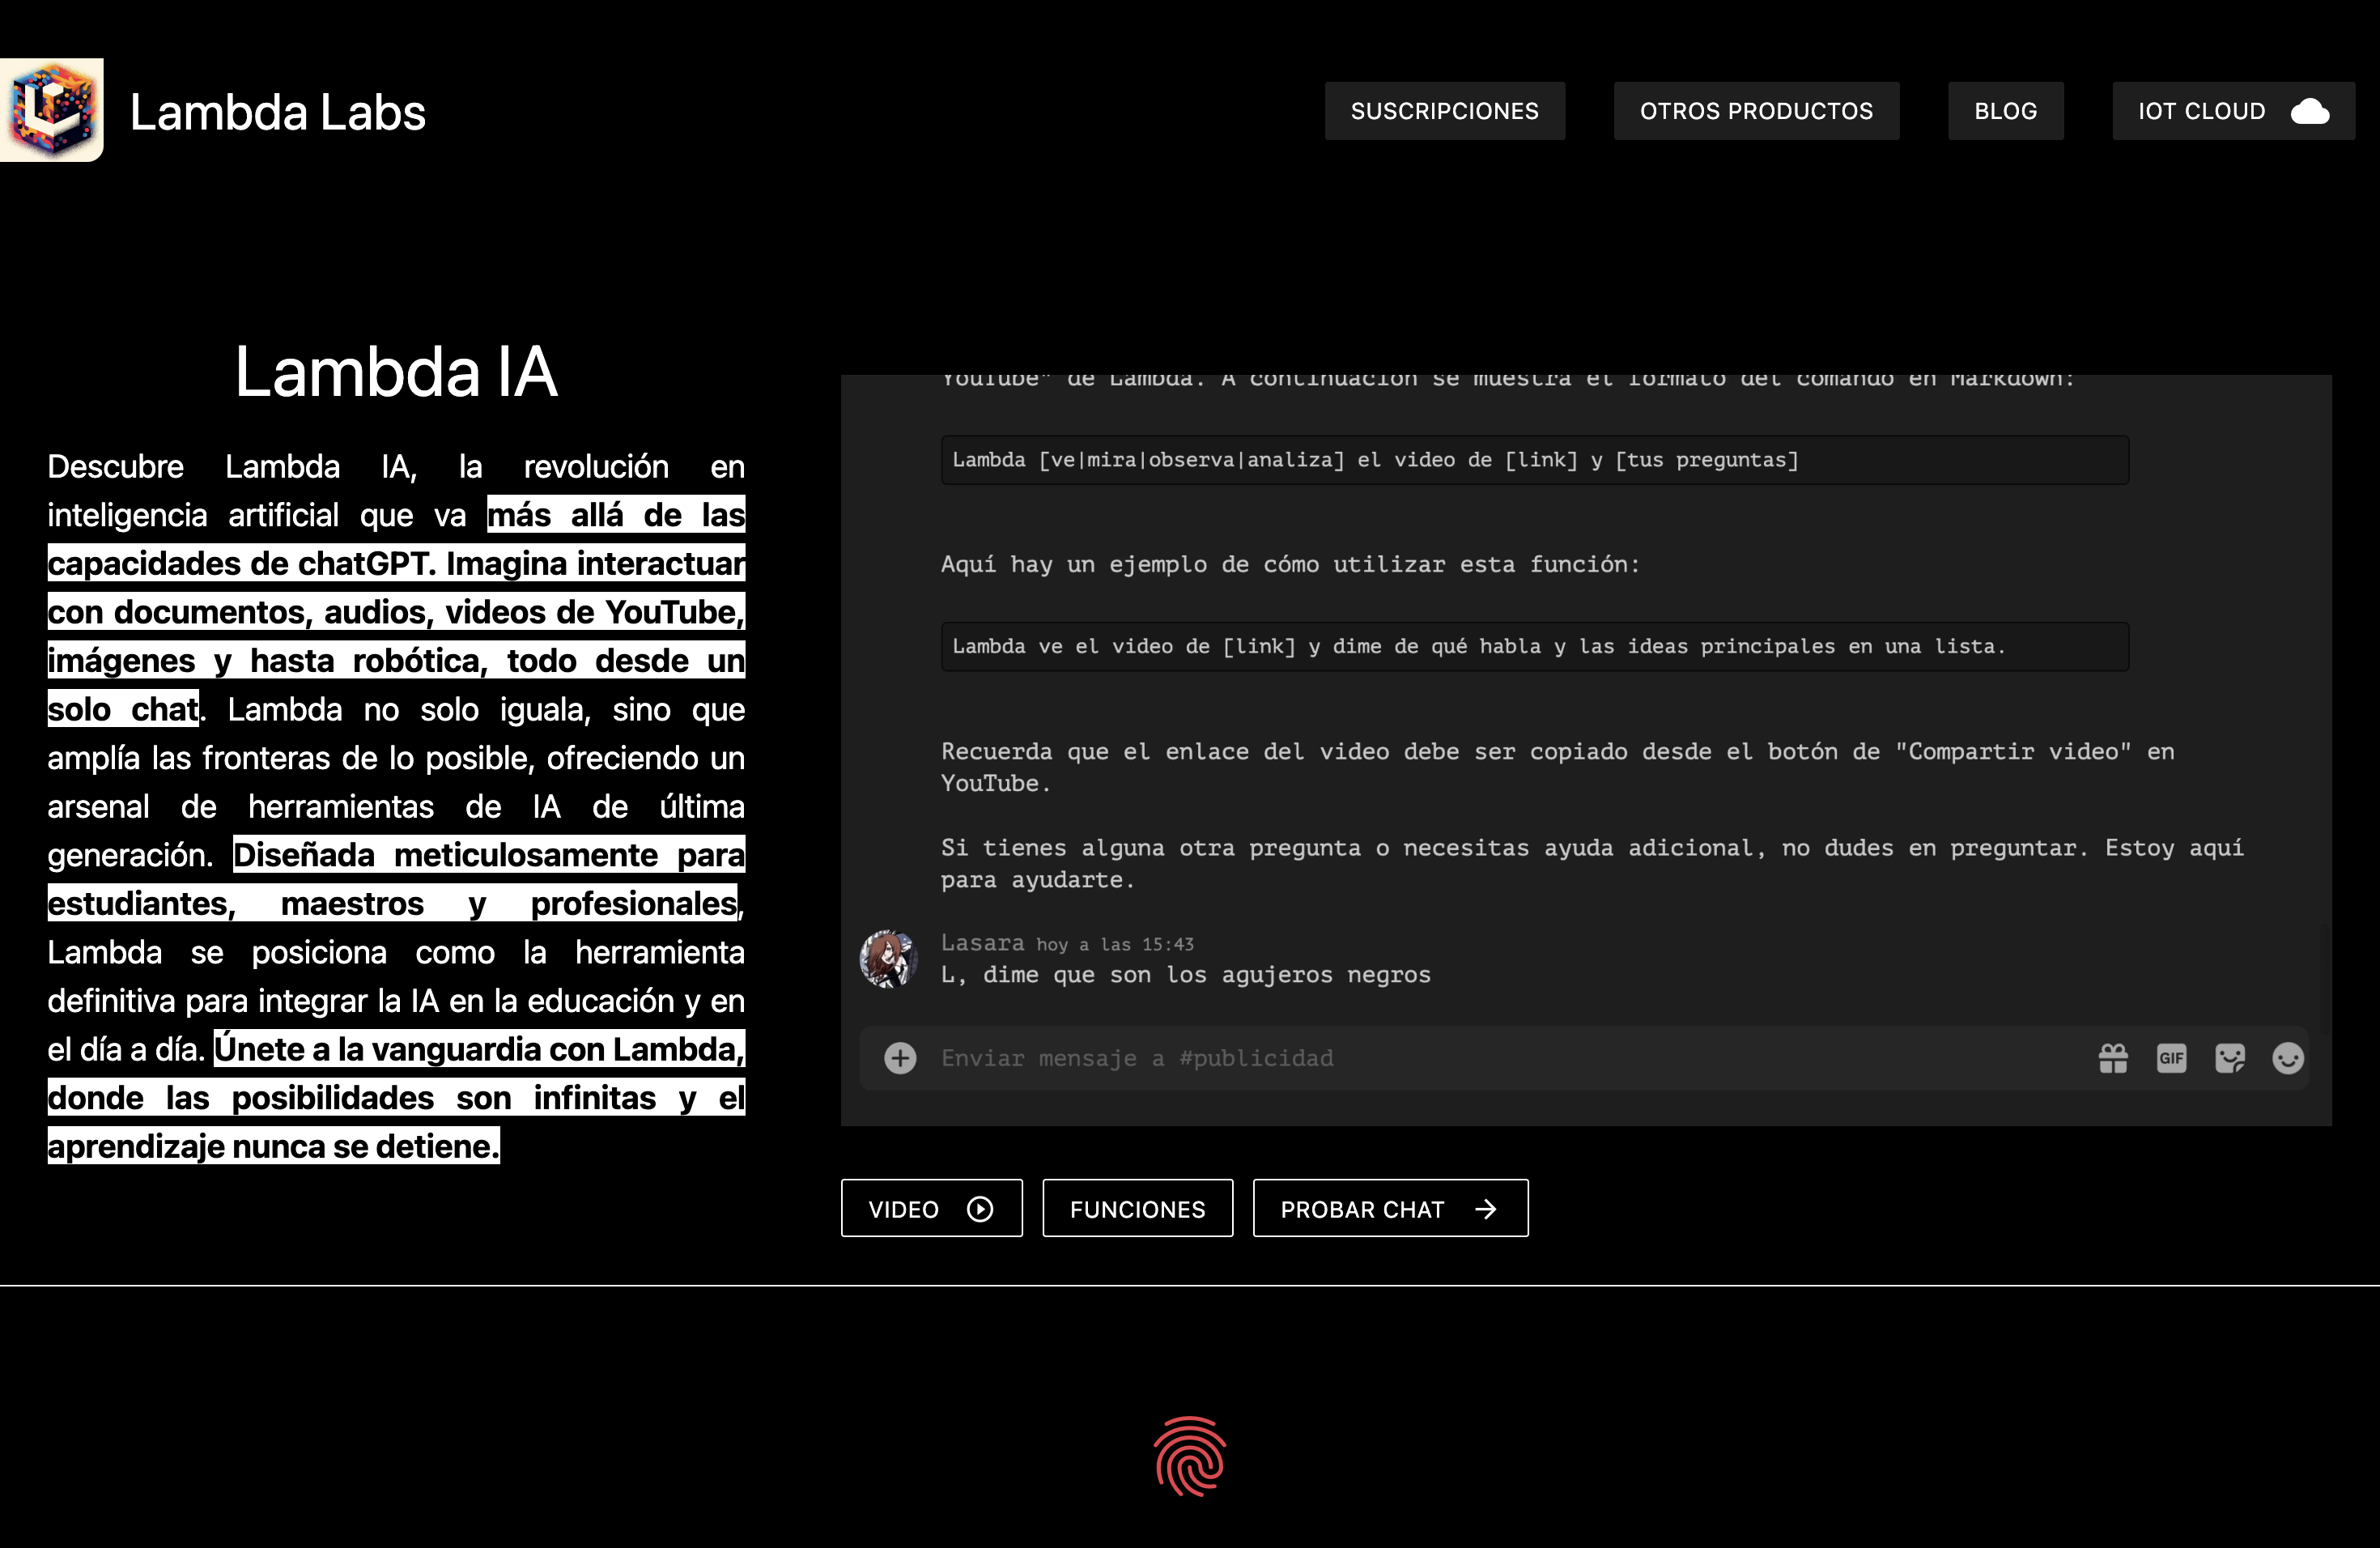 Lambda Labs
SUSCRIPCIONES
OTROS PRODUCTOS
BLOG
IOT CLOUD
Lambda IA
Descubre Lambda IA, la revolución en
inteligencia artificial que va más allá de las
capacidades de chatGPT. Imagina interactuar
con documentos, audios, videos de YouTube,
imágenes y hasta robótica, todo desde un
solo chat. Lambda no solo iguala, sino que
amplía las fronteras de lo posible, ofreciendo un
arsenal de herramientas de IA de última
generación. Diseñada meticulosamente para
estudiantes, maestros y profesionales,
Lambda se posiciona como la herramienta
definitiva para integrar la IA en la educación y en
el día a día. Únete a la vanguardia con Lambda,
donde las posibilidades son infinitas y el
aprendizaje nunca se detiene.
YouTube" de Lambda. A continuación se muestra el formato del comando en Markdown:
Lambda [ve|mira|observa|analiza] el video de [link] y [tus preguntas]
Aquí hay un ejemplo de cómo utilizar esta función:
Lambda ve el video de [link] y dime de qué habla y las ideas principales en una lista.
Recuerda que el enlace del video debe ser copiado desde el botón de "Compartir video" en
YouTube.
Si tienes alguna otra pregunta o necesitas ayuda adicional, no dudes en preguntar. Estoy aquí
para ayudarte.
Lasara hoy a las 15:43
L, dime que son los agujeros negros
Enviar mensaje a #publicidad
GIF
VIDEO
FUNCIONES
PROBAR CHAT